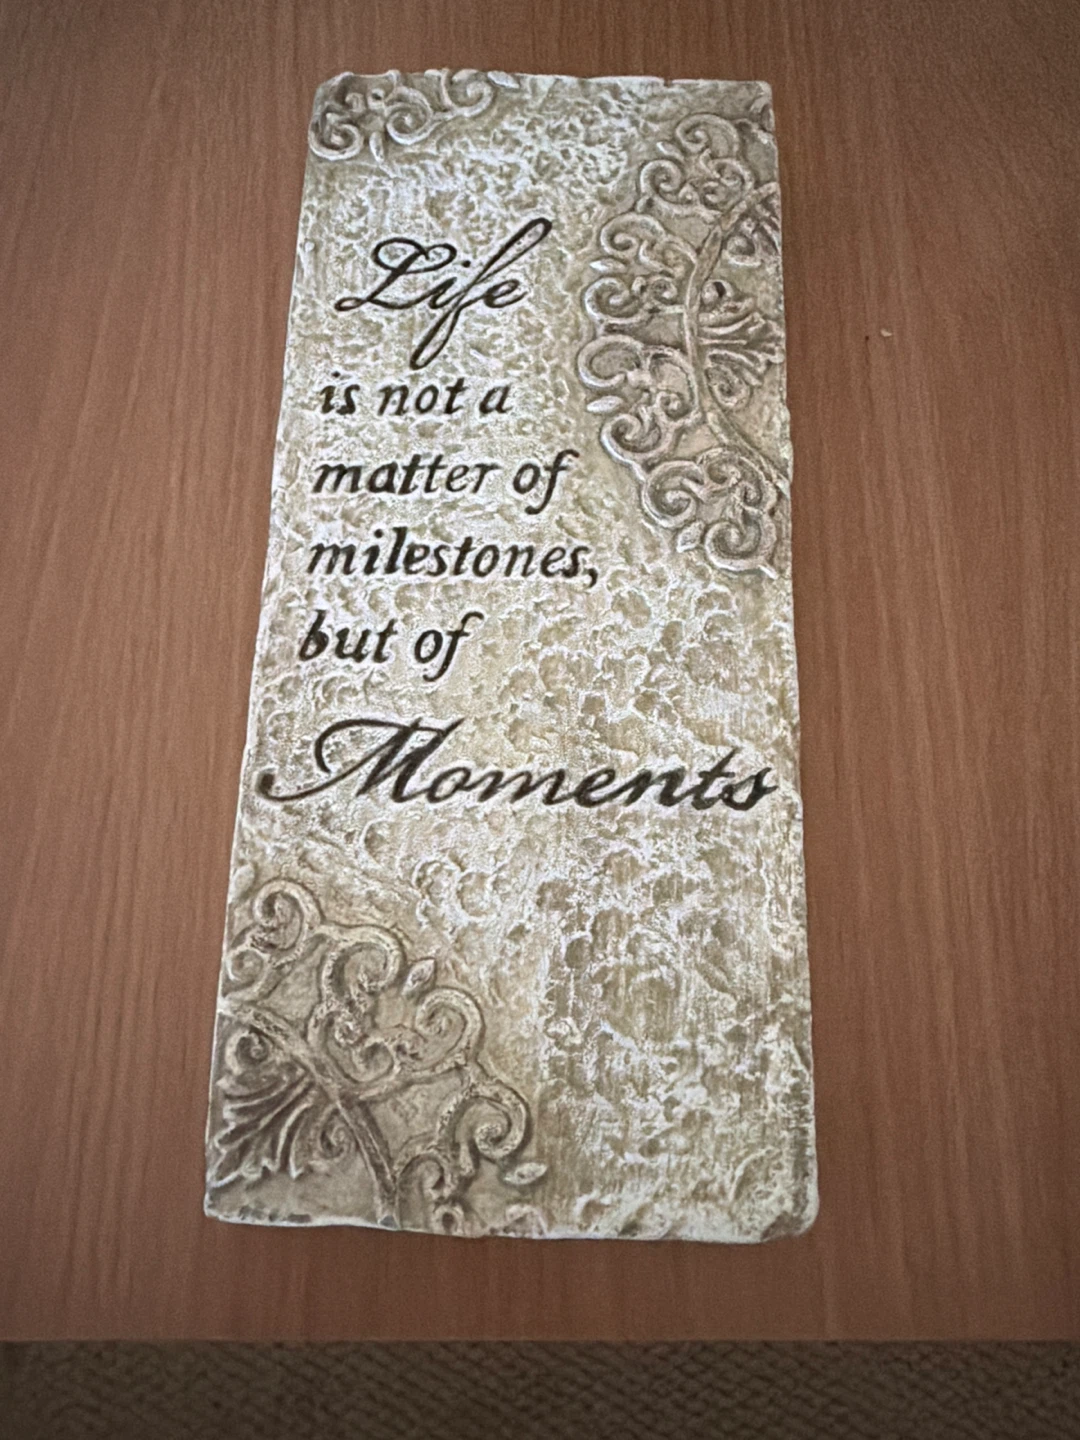 Life
is not a
matter of
milestones,
but of
Moments